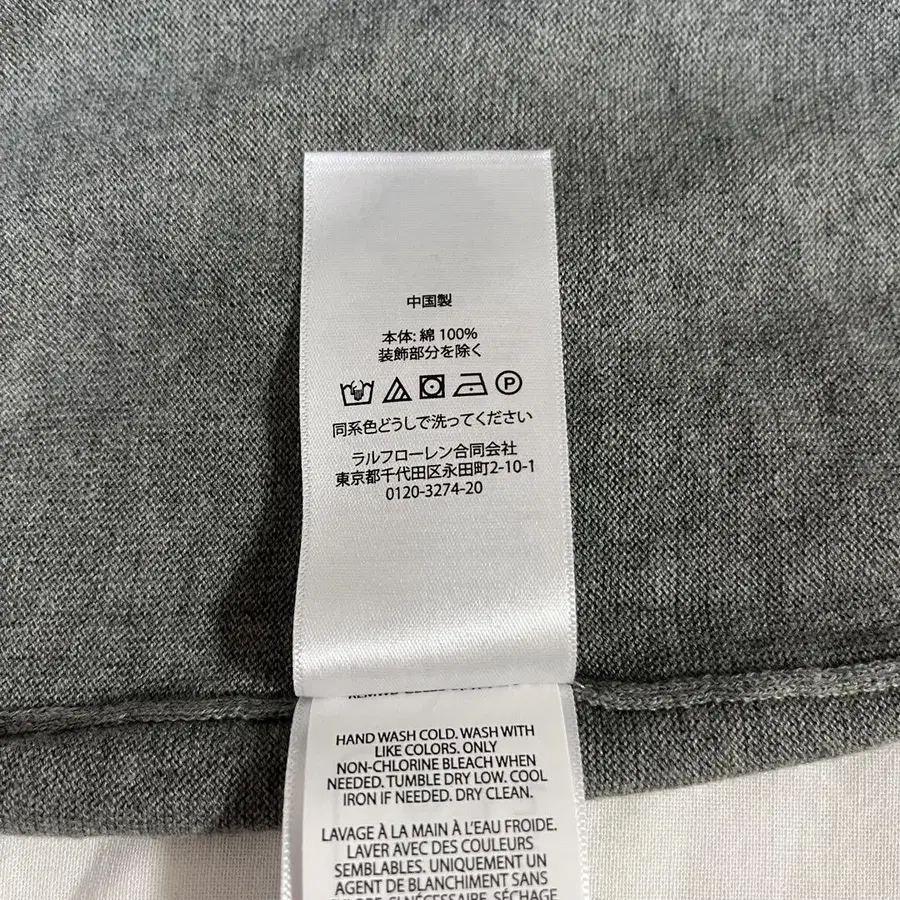 中国製
本体: 綿 100%
装飾部分を除く
P
同系色どうしで洗ってください
ラルフローレン合同会社
東京都千代田区永田町2-10-1
0120-3274-20
HAND WASH COLD. WASH WITH
LIKE COLORS. ONLY
NON-CHLORINE BLEACH WHEN
NEEDED. TUMBLE DRY LOW. COOL
IRON IF NEEDED. DRY CLEAN.
LAVAGE À LA MAIN À L'EAU FROIDE.
LAVER AVEC DES COULEURS
SEMBLABLES. UNIQUEMENT UN
AGENT DE BLANCHIMENT SANS
SI NÉCESSAIRE. SÉCHAGE